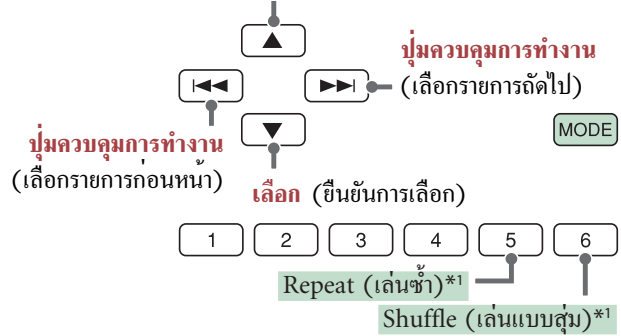 ปุ่มควบคุมการทำงาน
(เลือกรายการถัดไป)
MODE
ปุ่มควบคุมการทำงาน
(เลือกรายการก่อนหน้า)
เลือก (ยืนยันการเลือก)
1 2 3 4 5 6
Repeat (เล่นซ้ำ)*1
Shuffle (เล่นแบบสุ่ม)*1